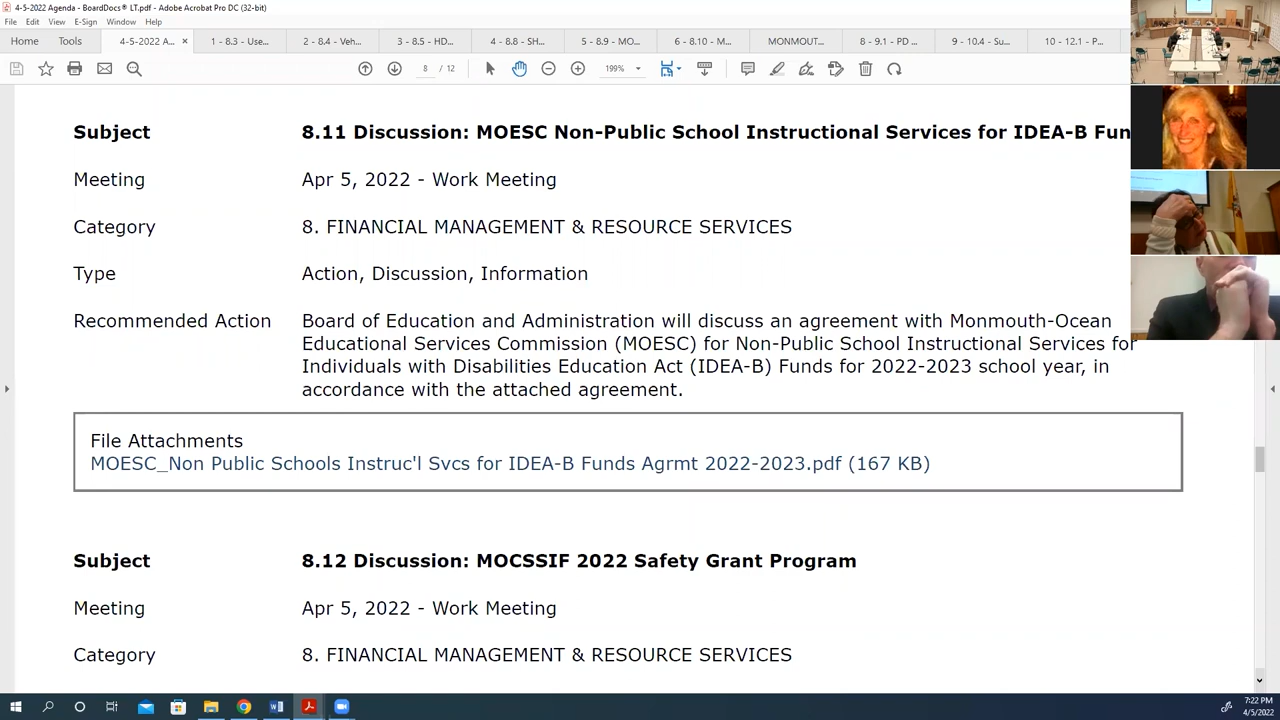 4-5-2022 Agenda - BoardDocs® LT.pdf - Adobe Acrobat Pro DC (32-bit)
File Edit View E-Sign Window Help
Home Tools 4-5-2022 A... × 1 - 8.3 - Use... 2 - 8.4 - Veh... 3 - 8.5 - HD... 4 - 8.8 - CH... 5 - 8.9 - MO... 6 - 8.10 - M... MONMOUT... 8 - 9.1 - PD ... - 10.4 - Su... 10 - 12.1 - P...
8 / 12 199%
Subject 8.11 Discussion: MOESC Non-Public School Instructional Services for IDEA-B Fun
Meeting Apr 5, 2022 - Work Meeting
Category 8. FINANCIAL MANAGEMENT & RESOURCE SERVICES
Type Action, Discussion, Information
Recommended Action Board of Education and Administration will discuss an agreement with Monmouth-Ocean
Educational Services Commission (MOESC) for Non-Public School Instructional Services for
Individuals with Disabilities Education Act (IDEA-B) Funds for 2022-2023 school year, in
accordance with the attached agreement.
File Attachments
MOESC_Non Public Schools Instruc'l Svcs for IDEA-B Funds Agrmt 2022-2023.pdf (167 KB)
Subject 8.12 Discussion: MOCSSIF 2022 Safety Grant Program
Meeting Apr 5, 2022 - Work Meeting
Category 8. FINANCIAL MANAGEMENT & RESOURCE SERVICES
7:22 PM
4/5/2022